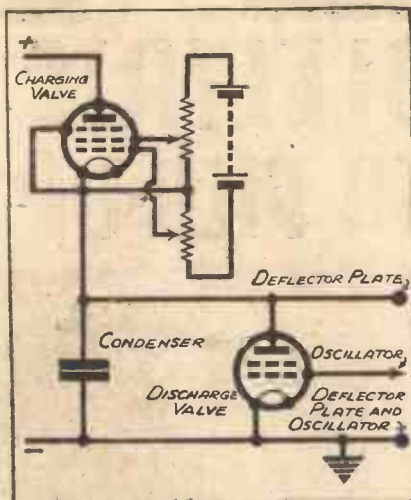 +
CHARGING
VALVE
DEFLECTOR PLATE
CONDENSER
OSCILLATOR
DISCHARGE
VALVE
DEFLECTOR
PLATE AND
OSCILLATOR
−